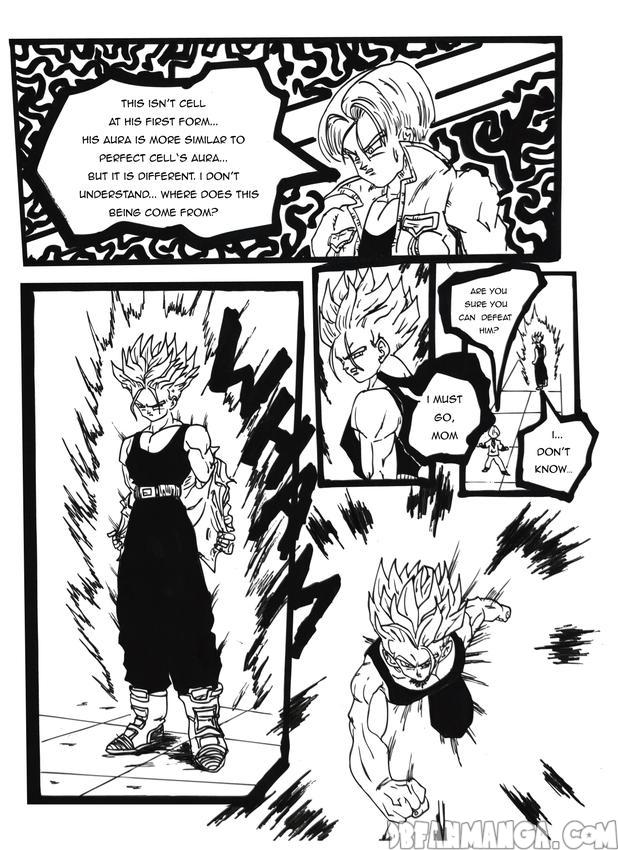 THIS ISN'T CELL
AT HIS FIRST FORM...
HIS AURA IS MORE SIMILAR TO
PERFECT CELL'S AURA...
BUT IT IS DIFFERENT. I DON'T
UNDERSTAND... WHERE DOES THIS
BEING COME FROM?
WHAM
I MUST
GO,
MOM
ARE YOU
SURE YOU
CAN DEFEAT
HIM?
I...
DON'T
KNOW...
DBFANMANGA.COM